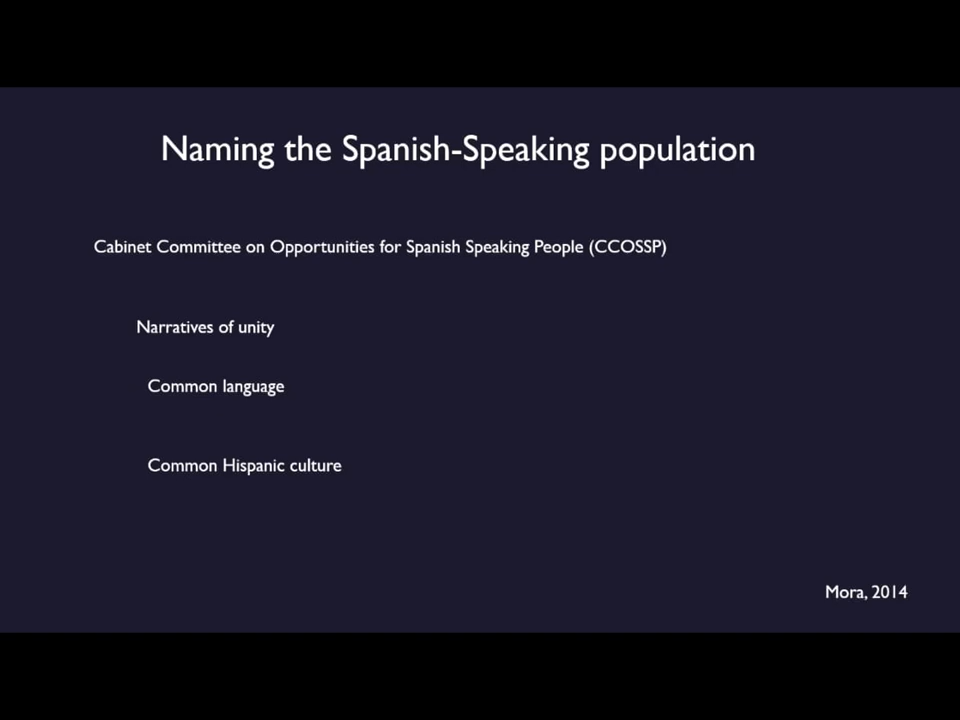 Naming the Spanish-Speaking population
Cabinet Committee on Opportunities for Spanish Speaking People (CCOSSP)
Narratives of unity
Common language
Common Hispanic culture
Mora, 2014